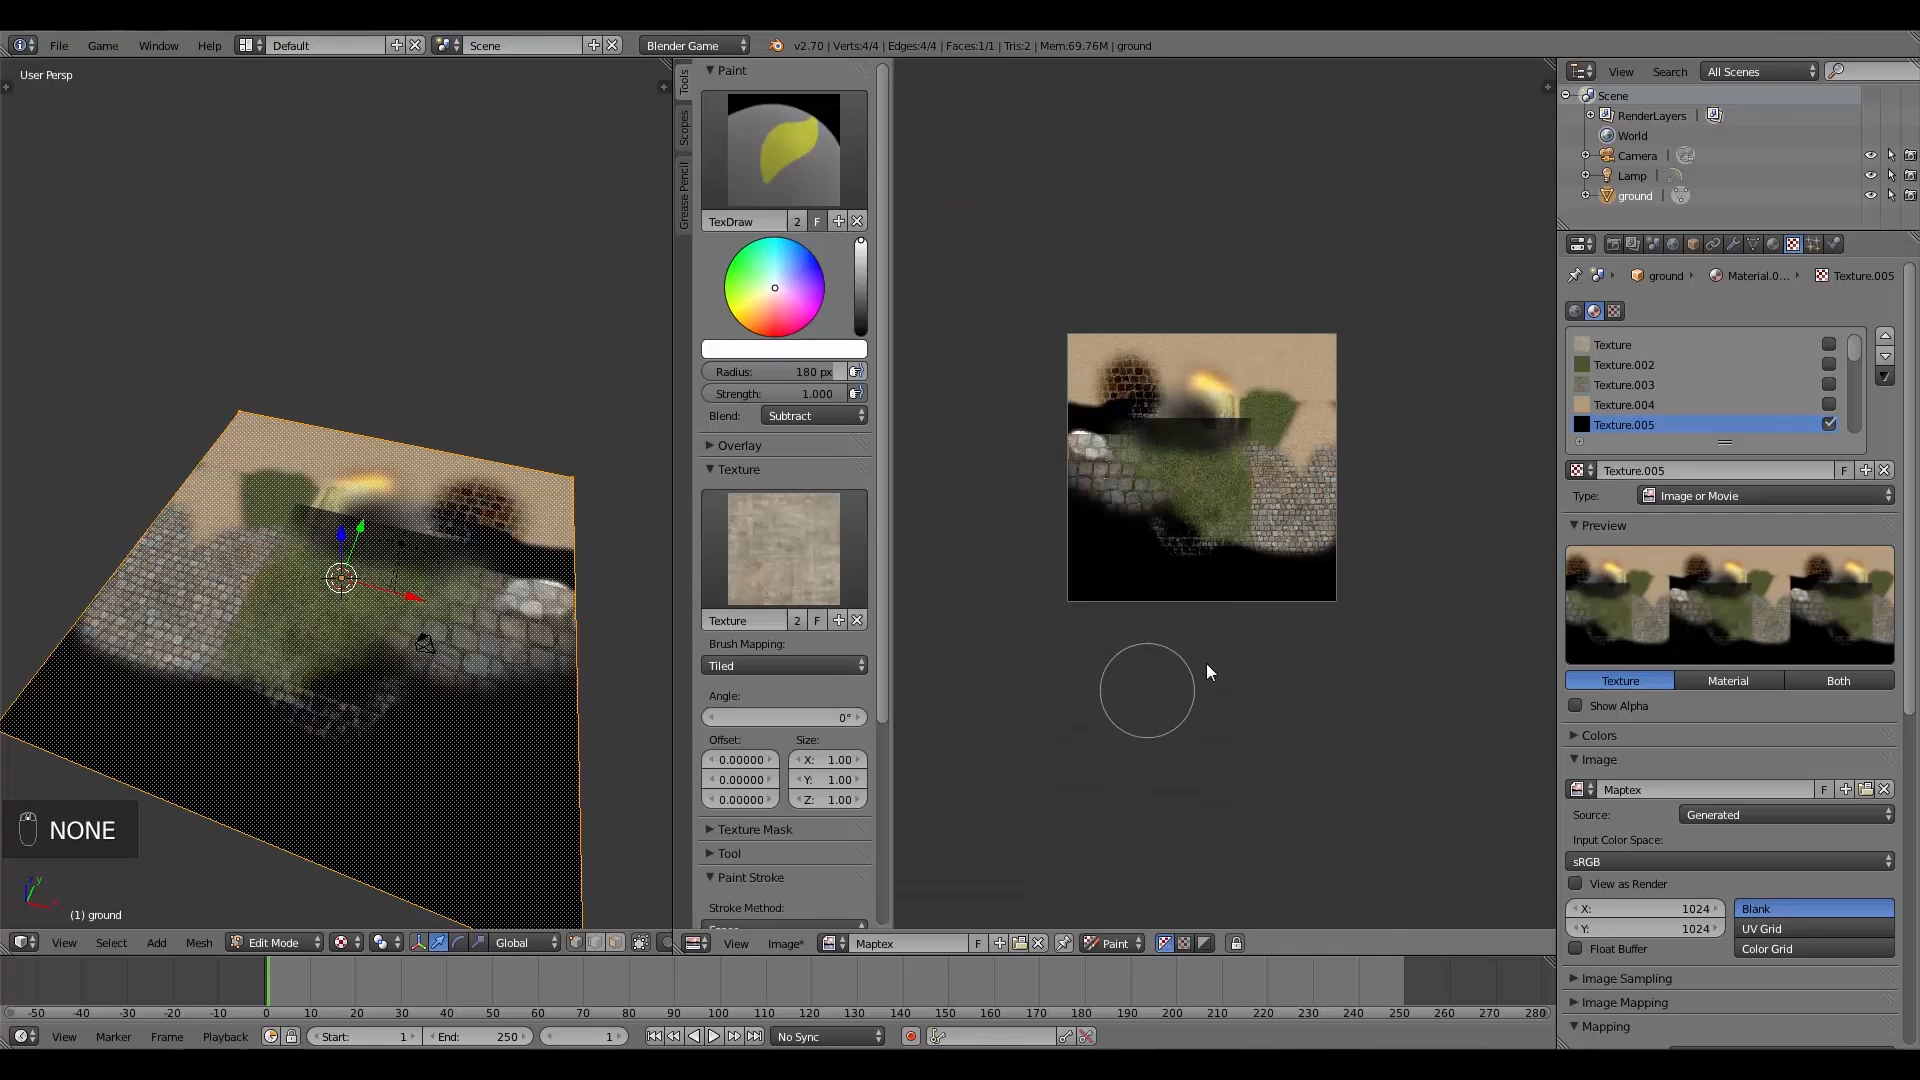 File Game Window Help Default Scene Blender Game v2.70 | Verts:4/4 | Edges:4/4 | Faces:1/1 | Tris:2 | Mem:69.76M | ground
User Persp
(1) ground
NONE
View Select Add Mesh Edit Mode Global
Tools
Scopes
Grease Pencil
Paint
TexDraw 2 F
Radius: 180 px
Strength: 1.000
Blend: Subtract
Overlay
Texture
Texture 2 F
Brush Mapping:
Tiled
Angle:
0°
Offset: Size:
0.00000 X: 1.00
0.00000 Y: 1.00
0.00000 Z: 1.00
Texture Mask
Tool
Paint Stroke
Stroke Method:
View Image* Maptex F Paint
View Search All Scenes
Scene
RenderLayers
World
Camera
Lamp
ground
ground Material.0... Texture.005
Texture
Texture.002
Texture.003
Texture.004
Texture.005
Texture.005 F
Type: Image or Movie
Preview
Texture Material Both
Show Alpha
Colors
Image
Maptex F
Source: Generated
Input Color Space:
sRGB
View as Render
X: 1024 Blank
Y: 1024 UV Grid
Float Buffer Color Grid
Image Sampling
Image Mapping
Mapping
-50 -40 -30 -20 -10 0 10 20 30 40 50 60 70 80 90 100 110 120 130 140 150 160 170 180 190 200 210 220 230 240 250 260 270 280
View Marker Frame Playback Start: 1 End: 250 1 No Sync